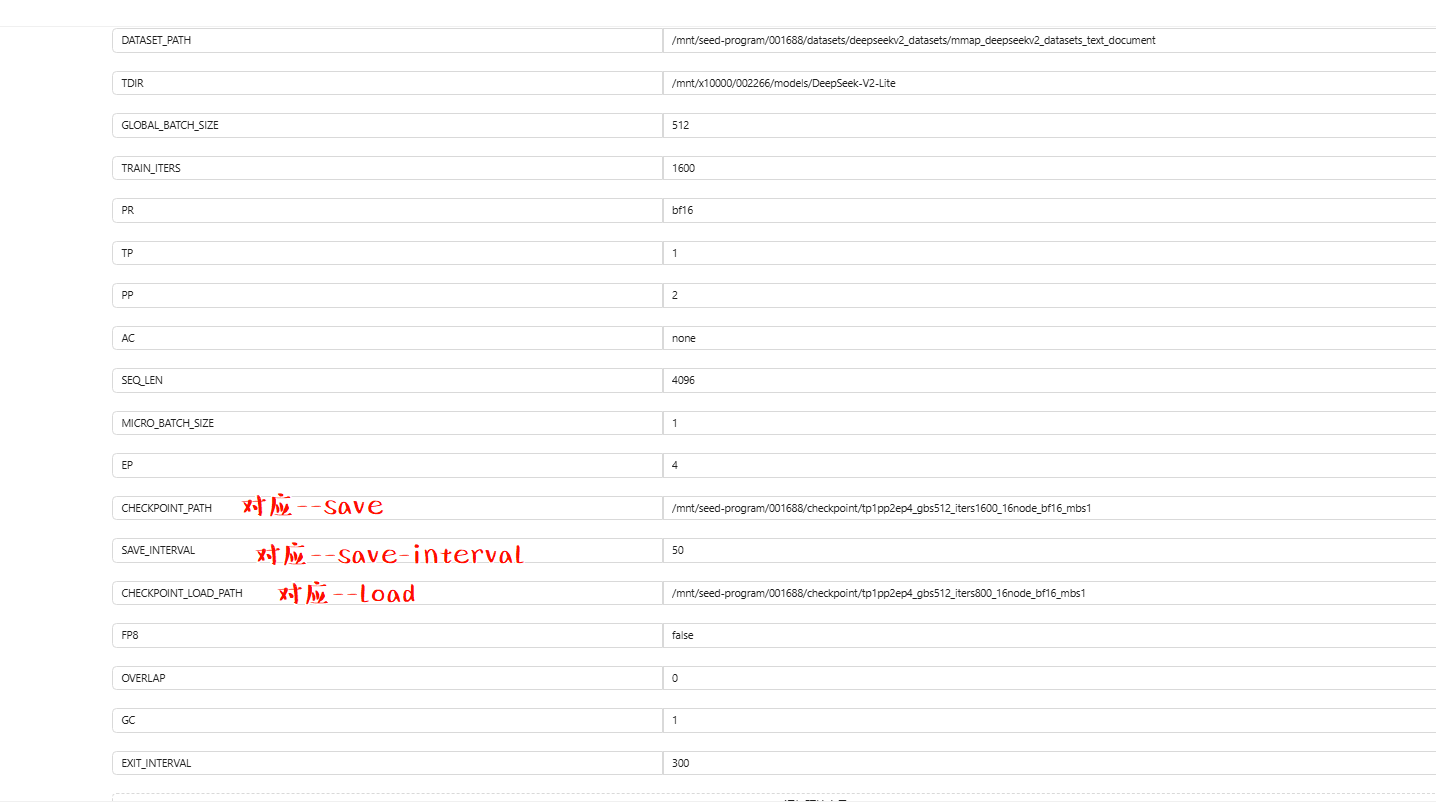 DATASET_PATH /mnt/seed-program/001688/datasets/deepseekv2_datasets/mmap_deepseekv2_datasets_text_document
TDIR /mnt/x10000/002266/models/DeepSeek-V2-Lite
GLOBAL_BATCH_SIZE 512
TRAIN_ITERS 1600
PR bf16
TP 1
PP 2
AC none
SEQ_LEN 4096
MICRO_BATCH_SIZE 1
EP 4
CHECKPOINT_PATH 对应--save /mnt/seed-program/001688/checkpoint/tp1pp2ep4_gbs512_iters1600_16node_bf16_mbs1
SAVE_INTERVAL 对应--save-interval 50
CHECKPOINT_LOAD_PATH 对应--load /mnt/seed-program/001688/checkpoint/tp1pp2ep4_gbs512_iters800_16node_bf16_mbs1
FP8 false
OVERLAP 0
GC 1
EXIT_INTERVAL 300